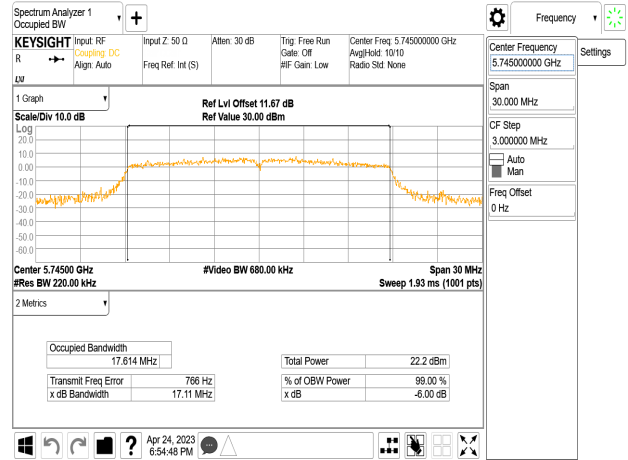 Spectrum Analyzer 1
Occupied BW
Frequency
KEYSIGHT
R
LXI
Input: RF
Coupling: DC
Align: Auto
Input Z: 50 Ω
Freq Ref: Int (S)
Atten: 30 dB
Trig: Free Run
Gate: Off
#IF Gain: Low
Center Freq: 5.745000000 GHz
Avg|Hold: 10/10
Radio Std: None
Center Frequency
5.745000000 GHz
Settings
Span
30.000 MHz
CF Step
3.000000 MHz
Auto
Man
Freq Offset
0 Hz
1 Graph
Scale/Div 10.0 dB
Ref Lvl Offset 11.67 dB
Ref Value 30.00 dBm
Log
20.0
10.0
0.00
-10.0
-20.0
-30.0
-40.0
-50.0
-60.0
Center 5.74500 GHz
#Video BW 680.00 kHz
Span 30 MHz
#Res BW 220.00 kHz
Sweep 1.93 ms (1001 pts)
2 Metrics
Occupied Bandwidth
17.614 MHz
Total Power 22.2 dBm
Transmit Freq Error 766 Hz
% of OBW Power 99.00 %
x dB Bandwidth 17.11 MHz
x dB -6.00 dB
Apr 24, 2023
6:54:48 PM